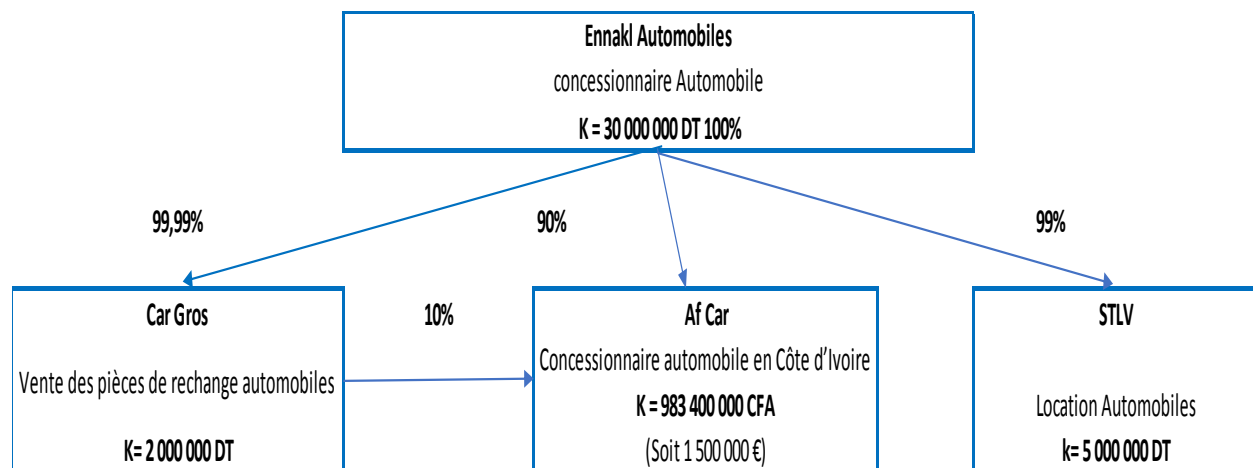 Ennakl Automobiles
concessionnaire Automobile
K = 30 000 000 DT 100%
99,99%
90%
99%
Car Gros
Vente des pièces de rechange automobiles
K= 2 000 000 DT
10%
Af Car
Concessionnaire automobile en Côte d’Ivoire
K = 983 400 000 CFA
(Soit 1 500 000 €)
STLV
Location Automobiles
k= 5 000 000 DT